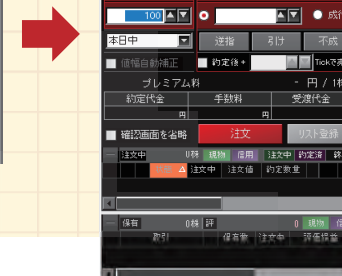 100 成行
本日中 逆指 引け 不成
値幅自動補正 約定後+ Tickで
プレミアム料 - 円 / 1
約定代金 手数料 受渡代金
円 円
確認画面を省略 注文 リスト登録
注文中 0株 現物 信用 注文中 約定済
注文中 注文値 約定数量
保有 0株 評 0 現物 信
取引 保有数 注文中 評価損益